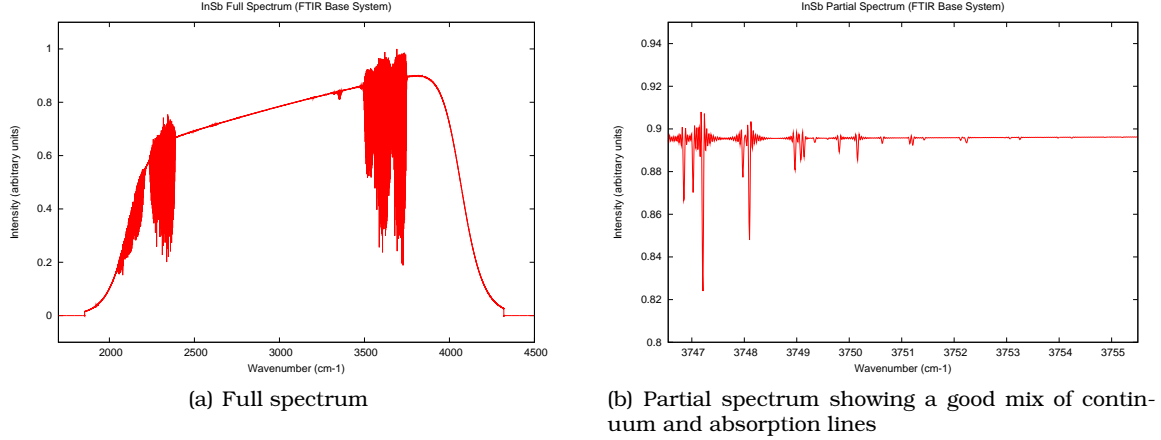 InSb Full Spectrum (FTIR Base System)
1
0.8
0.6
0.4
0.2
0
Intensity (arbitrary units)
2000 2500 3000 3500 4000 4500
Wavenumber (cm-1)
(a) Full spectrum
InSb Partial Spectrum (FTIR Base System)
0.94
0.92
0.9
0.88
0.86
0.84
0.82
0.8
Intensity (arbitrary units)
3747 3748 3749 3750 3751 3752 3753 3754 3755
Wavenumber (cm-1)
(b) Partial spectrum showing a good mix of contin-
uum and absorption lines